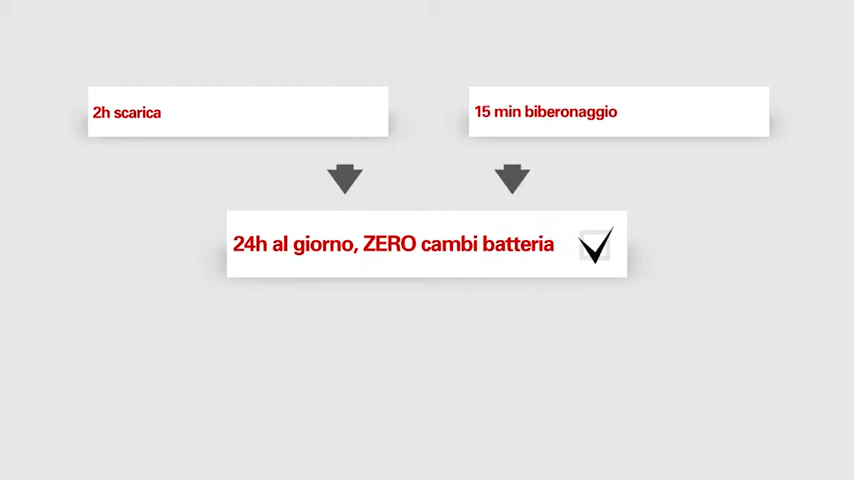 2h scarica
15 min biberonaggio
24h al giorno, ZERO cambi batteria